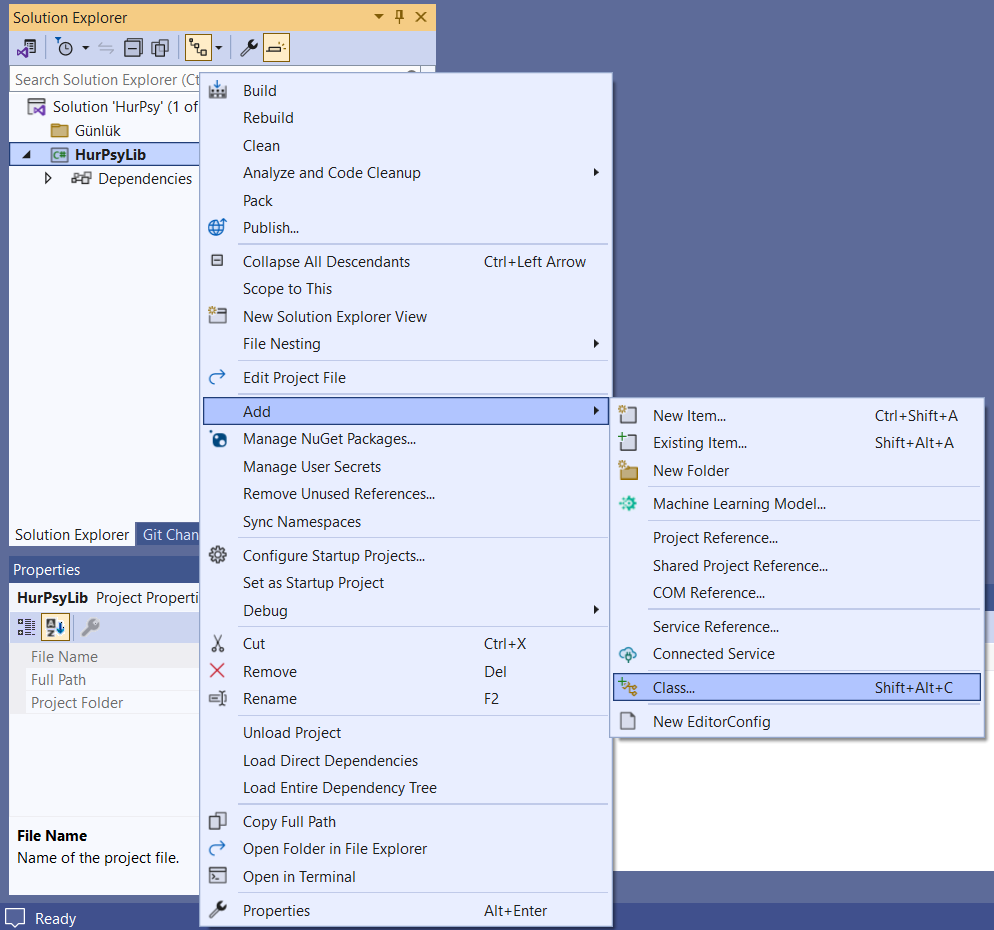 Solution Explorer
Search Solution Explorer (Ct
Solution 'HurPsy' (1 of
Günlük
C# HurPsyLib
Dependencies
Solution Explorer
Git Chan
Properties
HurPsyLib Project Properti
File Name
Full Path
Project Folder
File Name
Name of the project file.
Ready
Build
Rebuild
Clean
Analyze and Code Cleanup
Pack
Publish...
Collapse All Descendants Ctrl+Left Arrow
Scope to This
New Solution Explorer View
File Nesting
Edit Project File
Add
Manage NuGet Packages...
Manage User Secrets
Remove Unused References...
Sync Namespaces
Configure Startup Projects...
Set as Startup Project
Debug
Cut Ctrl+X
Remove Del
Rename F2
Unload Project
Load Direct Dependencies
Load Entire Dependency Tree
Copy Full Path
Open Folder in File Explorer
Open in Terminal
Properties Alt+Enter
New Item... Ctrl+Shift+A
Existing Item... Shift+Alt+A
New Folder
Machine Learning Model...
Project Reference...
Shared Project Reference...
COM Reference...
Service Reference...
Connected Service
Class... Shift+Alt+C
New EditorConfig